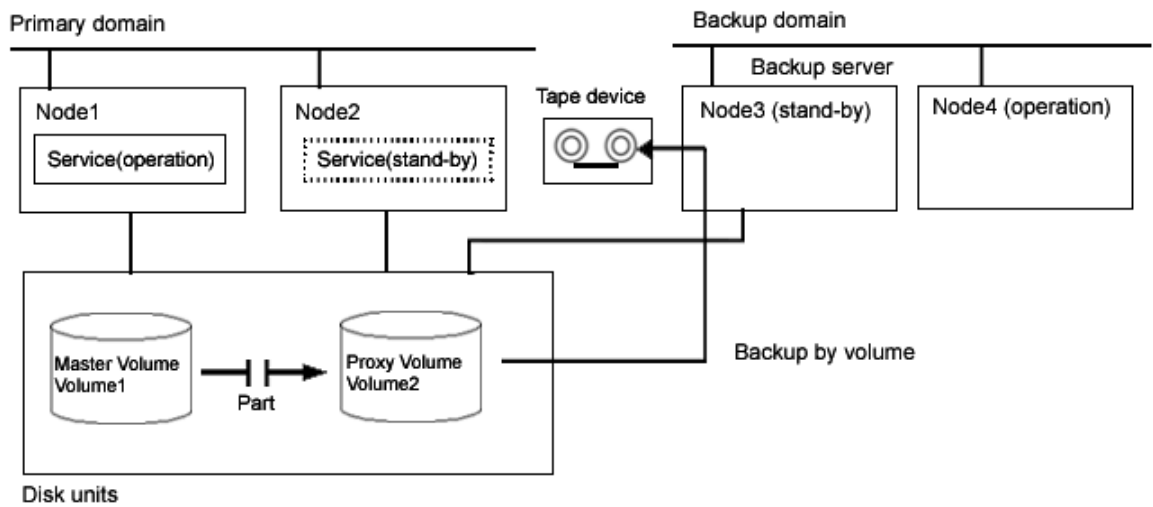 Primary domain
Backup domain
Backup server
Node1
Service(operation)
Node2
Service(stand-by)
Tape device
Node3 (stand-by)
Node4 (operation)
Master Volume
Volume1
Part
Proxy Volume
Volume2
Backup by volume
Disk units